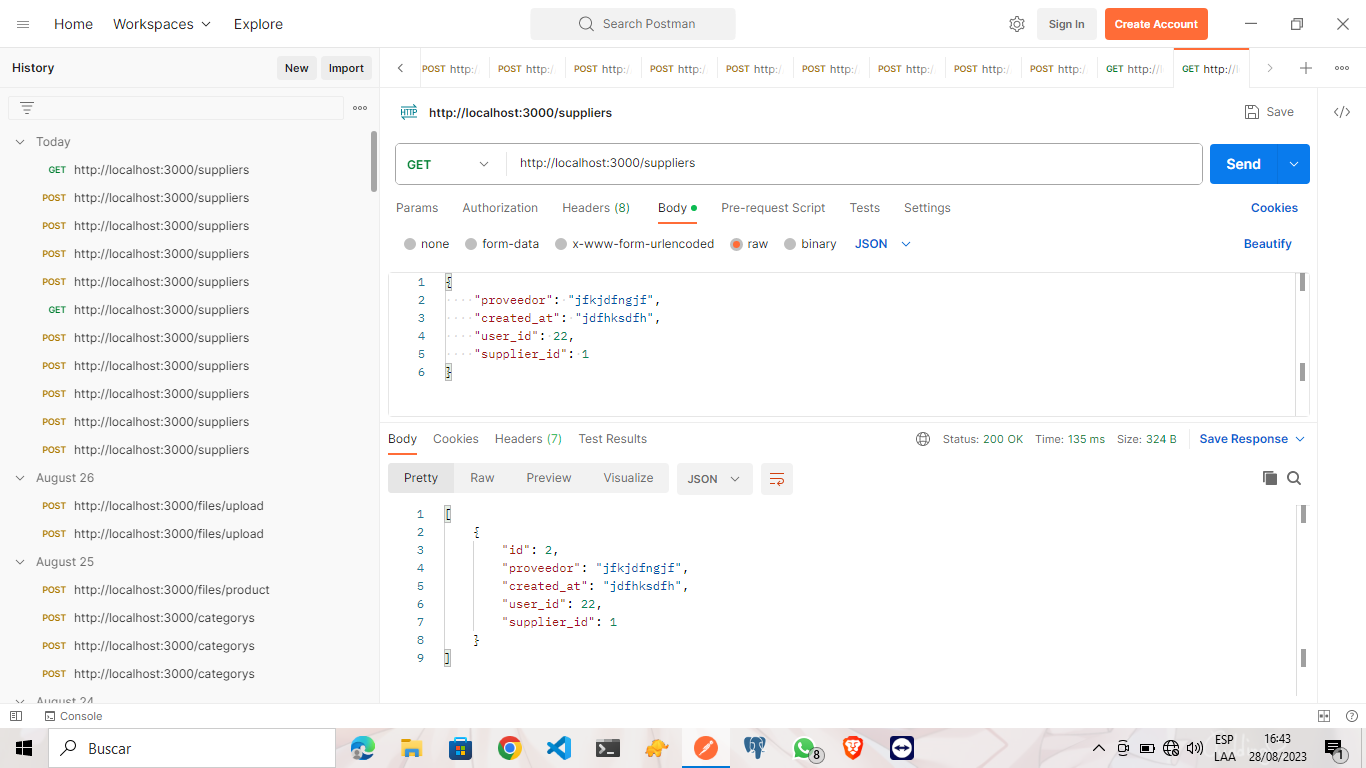 Home Workspaces Explore Search Postman Sign In Create Account
History New Import
POST http:/ POST http:/ POST http:/ POST http:/ POST http:/ POST http:/ POST http:/ POST http:/ POST http:/ GET http://l GET http://l
HTTP http://localhost:3000/suppliers Save
GET http://localhost:3000/suppliers Send
Params Authorization Headers (8) Body Pre-request Script Tests Settings Cookies
none form-data x-www-form-urlencoded raw binary JSON Beautify
1 {
2 "proveedor": "jfkjdfngjf",
3 "created_at": "jdfhksdfh",
4 "user_id": 22,
5 "supplier_id": 1
6 }
Today
GET http://localhost:3000/suppliers
POST http://localhost:3000/suppliers
POST http://localhost:3000/suppliers
POST http://localhost:3000/suppliers
POST http://localhost:3000/suppliers
GET http://localhost:3000/suppliers
POST http://localhost:3000/suppliers
POST http://localhost:3000/suppliers
POST http://localhost:3000/suppliers
POST http://localhost:3000/suppliers
POST http://localhost:3000/suppliers
August 26
POST http://localhost:3000/files/upload
POST http://localhost:3000/files/upload
August 25
POST http://localhost:3000/files/product
POST http://localhost:3000/categorys
POST http://localhost:3000/categorys
POST http://localhost:3000/categorys
August 24
Body Cookies Headers (7) Test Results Status: 200 OK Time: 135 ms Size: 324 B Save Response
Pretty Raw Preview Visualize JSON
1 [
2 {
3 "id": 2,
4 "proveedor": "jfkjdfngjf",
5 "created_at": "jdfhksdfh",
6 "user_id": 22,
7 "supplier_id": 1
8 }
9 ]
Console
Buscar 8 ESP 16:43
LAA 28/08/2023 1